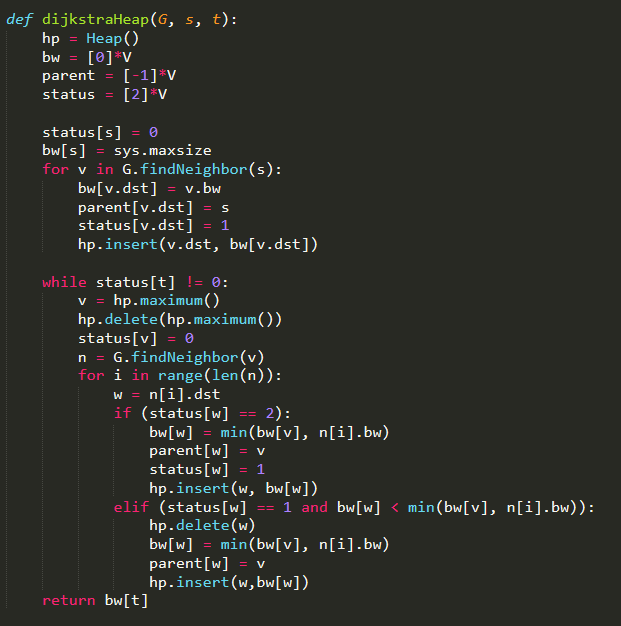 def dijkstraHeap(G, s, t):
    hp = Heap()
    bw = [0]*V
    parent = [-1]*V
    status = [2]*V

    status[s] = 0
    bw[s] = sys.maxsize
    for v in G.findNeighbor(s):
        bw[v.dst] = v.bw
        parent[v.dst] = s
        status[v.dst] = 1
        hp.insert(v.dst, bw[v.dst])

    while status[t] != 0:
        v = hp.maximum()
        hp.delete(hp.maximum())
        status[v] = 0
        n = G.findNeighbor(v)
        for i in range(len(n)):
            w = n[i].dst
            if (status[w] == 2):
                bw[w] = min(bw[v], n[i].bw)
                parent[w] = v
                status[w] = 1
                hp.insert(w, bw[w])
            elif (status[w] == 1 and bw[w] < min(bw[v], n[i].bw)):
                hp.delete(w)
                bw[w] = min(bw[v], n[i].bw)
                parent[w] = v
                hp.insert(w,bw[w])
    return bw[t]